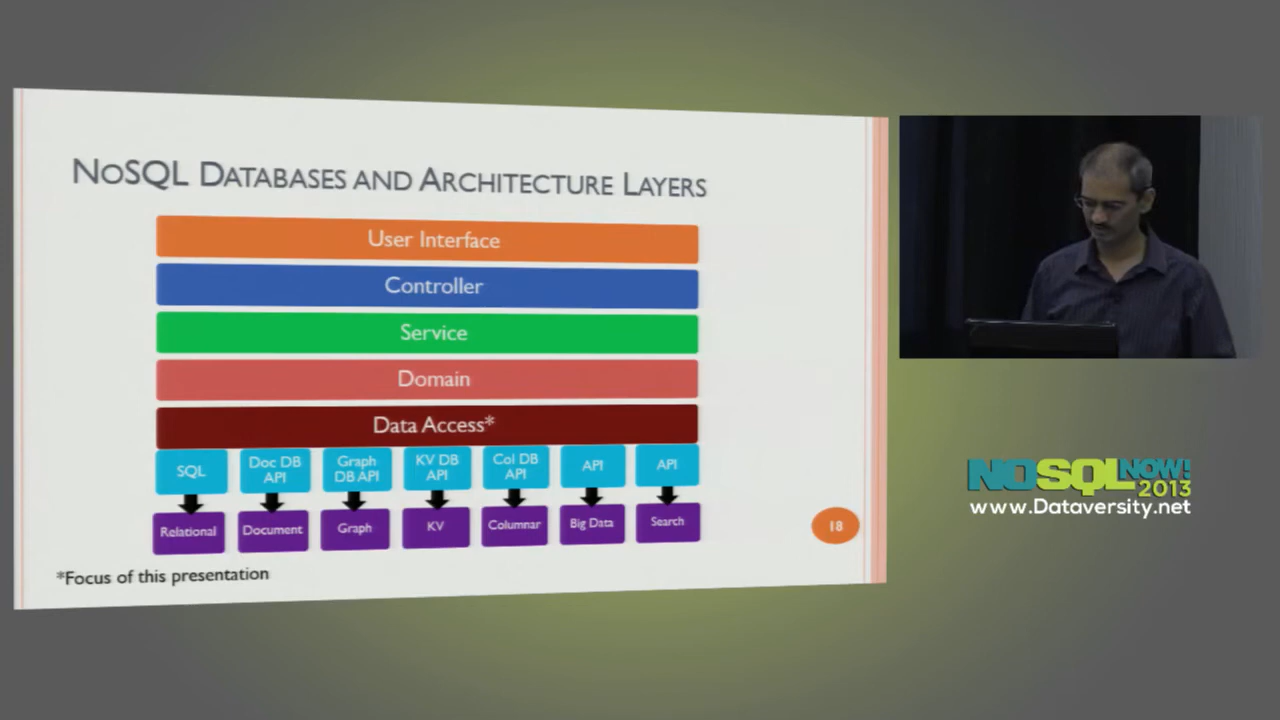 NoSQL Databases and Architecture Layers
User Interface
Controller
Service
Domain
Data Access*
SQL
Doc DB
API
Graph
DB API
KV DB
API
Col DB
API
API
API
Relational
Document
Graph
KV
Columnar
Big Data
Search
*Focus of this presentation
18
NOSQL NOW!
2013
www.Dataversity.net